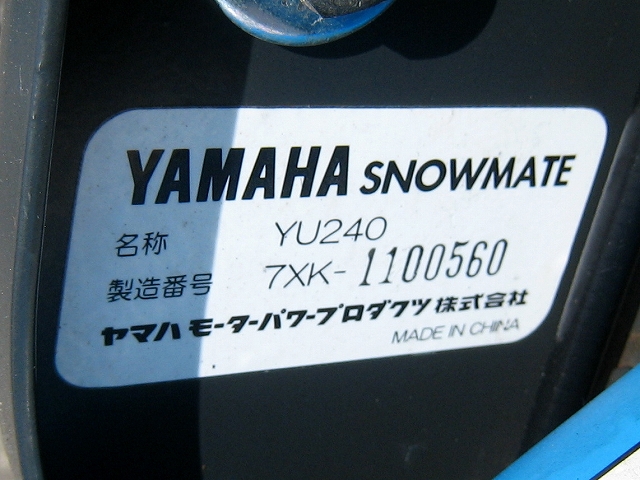 YAMAHA SNOWMATE
名称 YU240
製造番号 7XK-1100560
ヤマハ モーターパワープロダクツ株式会社
MADE IN CHINA